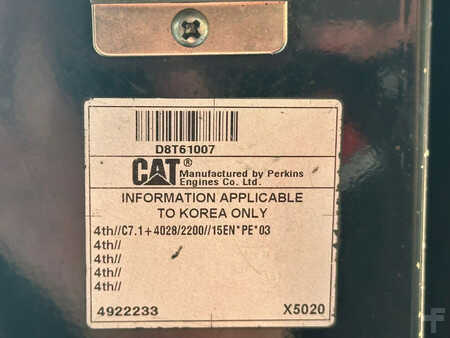 D8T61007
CAT® Manufactured by Perkins
Engines Co. Ltd.
INFORMATION APPLICABLE
TO KOREA ONLY
4th//C7.1+4028/2200//15EN*PE*03
4th//
4th//
4th//
4th//
4922233 X5020